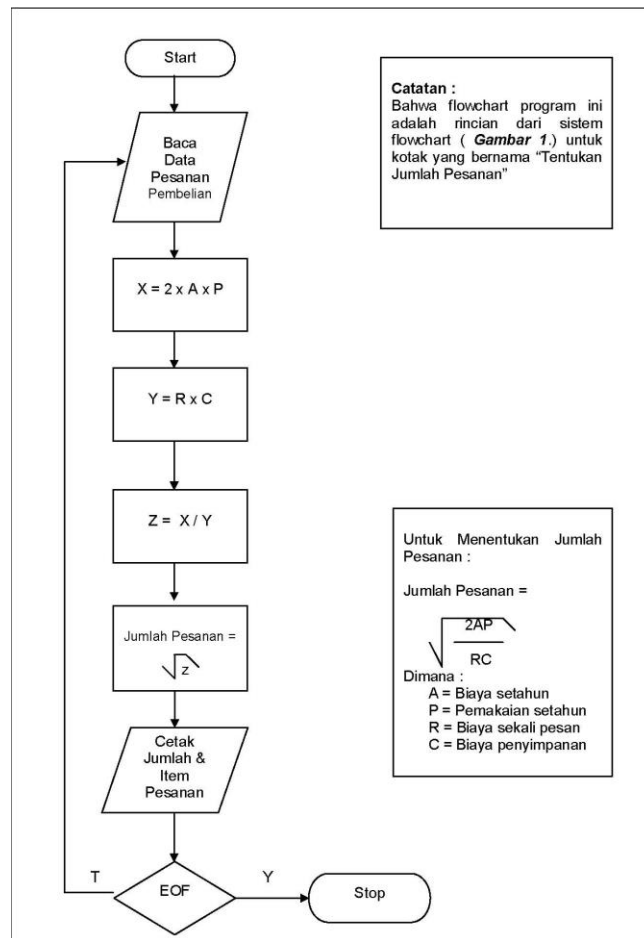 Start
Baca
Data
Pesanan
Pembelian
X = 2 x A x P
Y = R x C
Z = X / Y
Jumlah Pesanan =
√z
Cetak
Jumlah &
Item
Pesanan
T
EOF
Y
Stop
Catatan :
Bahwa flowchart program ini
adalah rincian dari sistem
flowchart ( Gambar 1.) untuk
kotak yang bernama “Tentukan
Jumlah Pesanan”
Untuk Menentukan Jumlah
Pesanan :
Jumlah Pesanan =
√2AP
RC
Dimana :
A = Biaya setahun
P = Pemakaian setahun
R = Biaya sekali pesan
C = Biaya penyimpanan